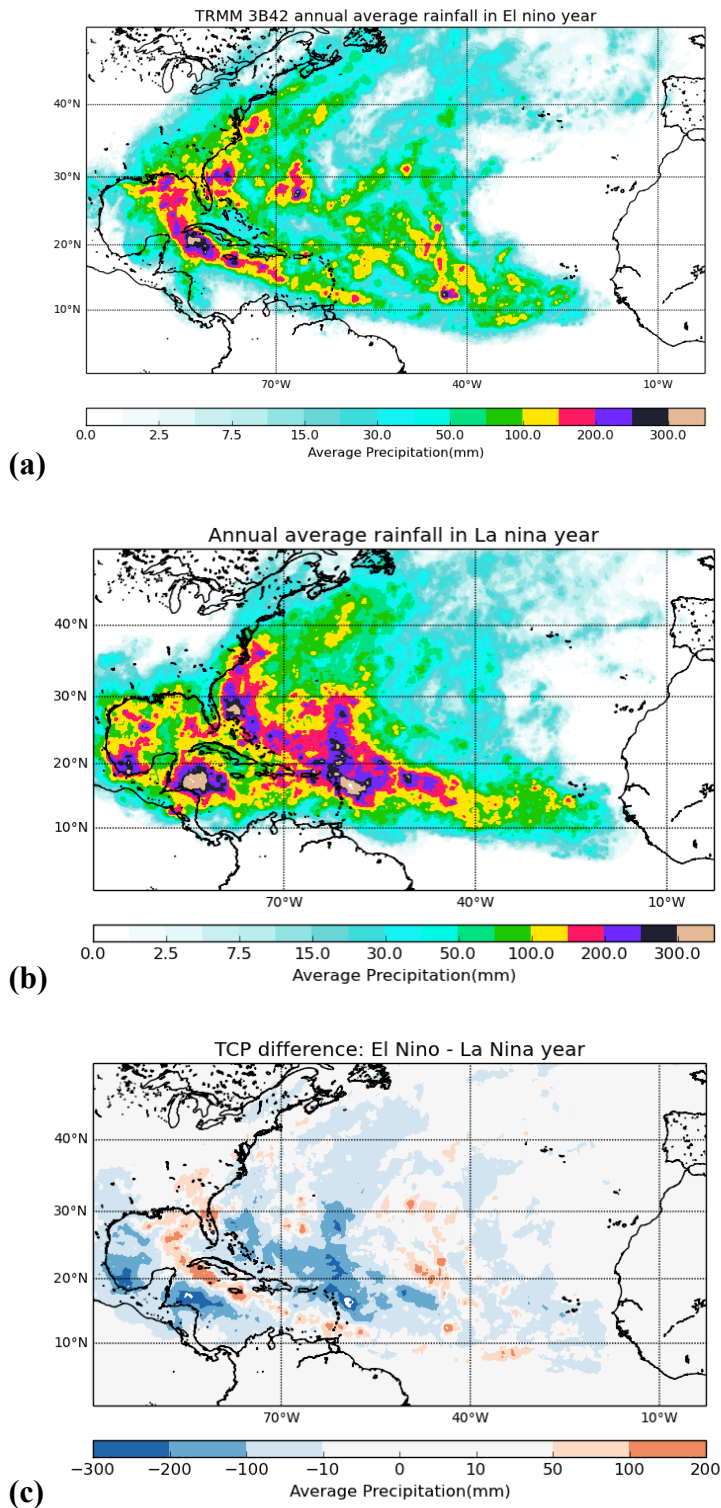 TRMM 3B42 annual average rainfall in El nino year
40°N
30°N
20°N
10°N
70°W 40°W 10°W
0.0 2.5 7.5 15.0 30.0 50.0 100.0 200.0 300.0
Average Precipitation(mm)
(a)
Annual average rainfall in La nina year
40°N
30°N
20°N
10°N
70°W 40°W 10°W
0.0 2.5 7.5 15.0 30.0 50.0 100.0 200.0 300.0
Average Precipitation(mm)
(b)
TCP difference: El Nino - La Nina year
40°N
30°N
20°N
10°N
70°W 40°W 10°W
−300 −200 −100 −10 0 10 50 100 200
Average Precipitation(mm)
(c)